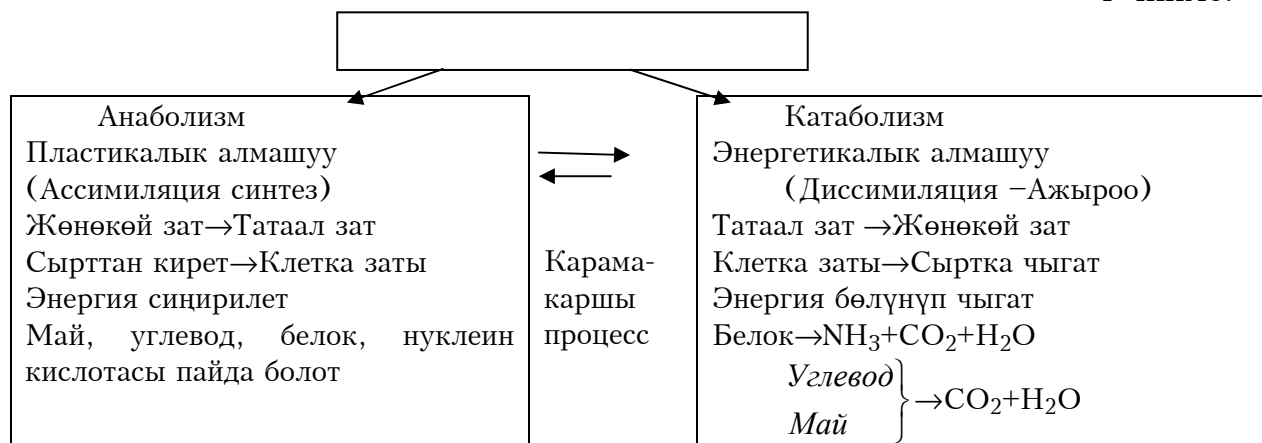 Анаболизм
Пластикалык алмашуу
(Ассимиляция синтез)
Жөнөкөй зат→Татаал зат
Сырттан кирет→Клетка заты
Энергия сиңирилет
Май, углевод, белок, нуклеин
кислотасы пайда болот
Карама-
каршы
процесс
Катаболизм
Энергетикалык алмашуу
(Диссимиляция –Ажыроо)
Татаал зат →Жөнөкөй зат
Клетка заты→Сыртка чыгат
Энергия бөлүнүп чыгат
Белок→NH₃+CO₂+H₂O
Углевод
Май
→CO₂+H₂O